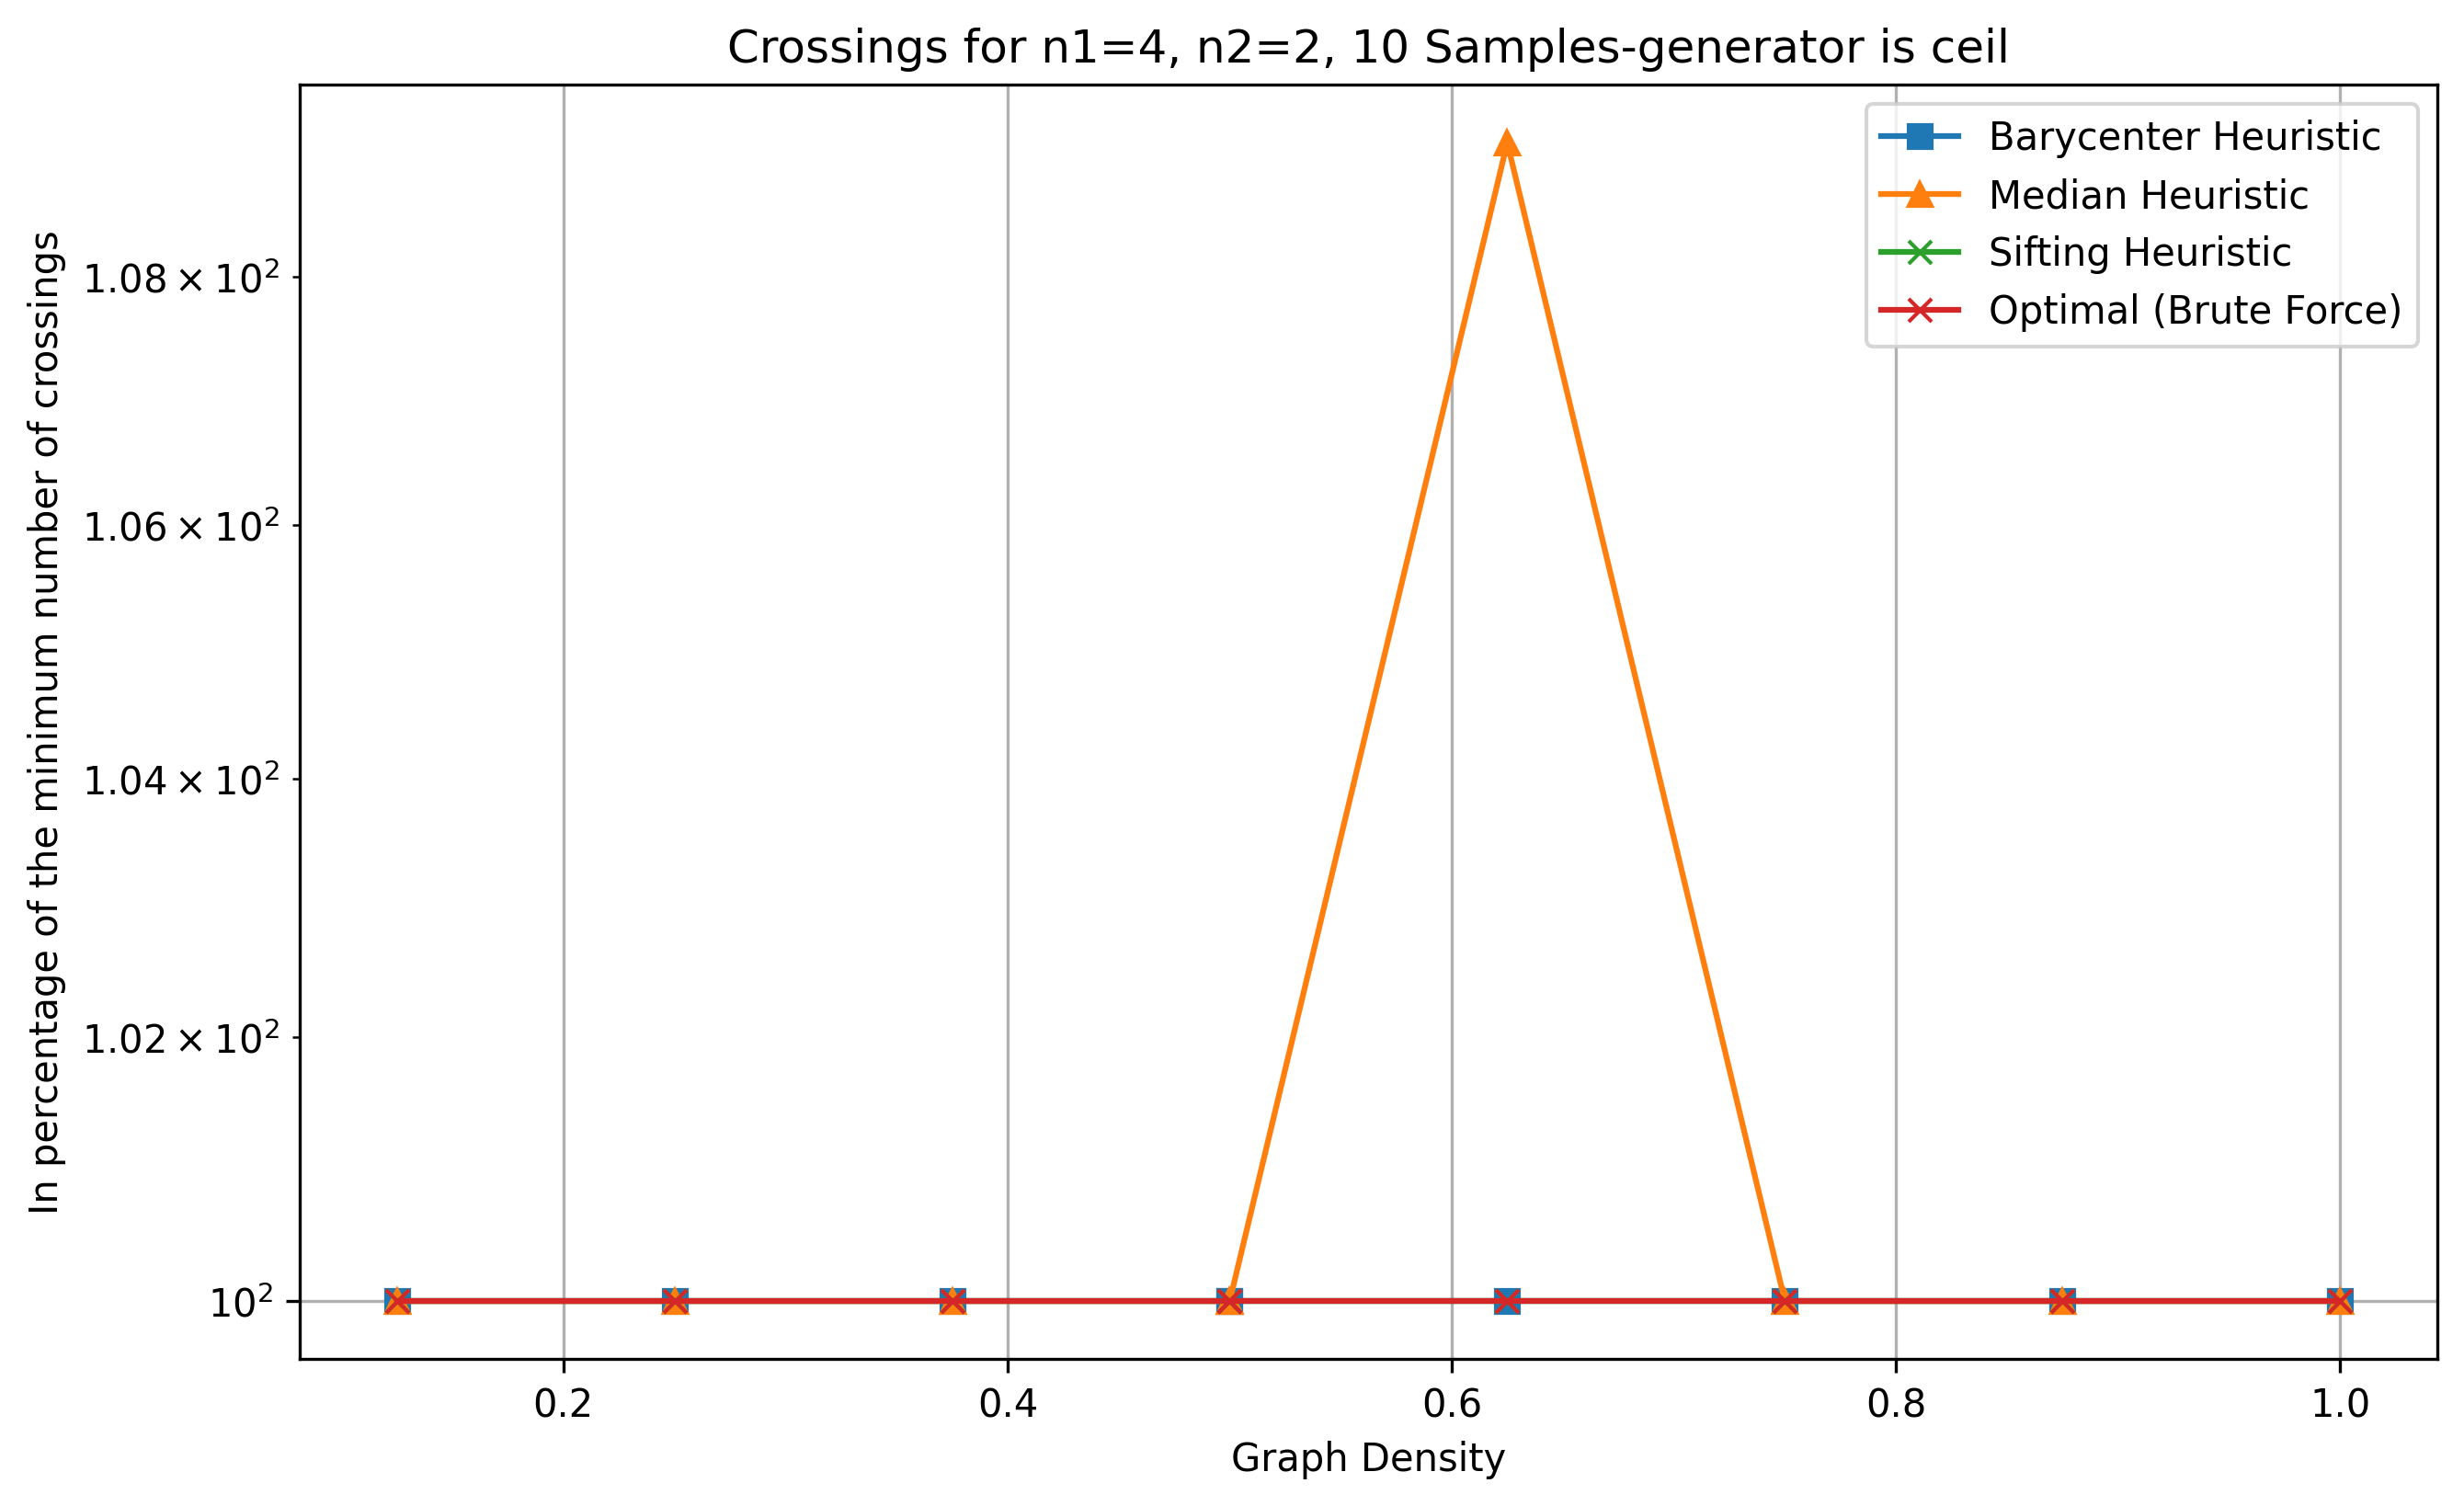 Crossings for n1=4, n2=2, 10 Samples-generator is ceil
Barycenter Heuristic
Median Heuristic
Sifting Heuristic
Optimal (Brute Force)
In percentage of the minimum number of crossings
1.08 × 10²
1.06 × 10²
1.04 × 10²
1.02 × 10²
10²
0.2
0.4
0.6
0.8
1.0
Graph Density